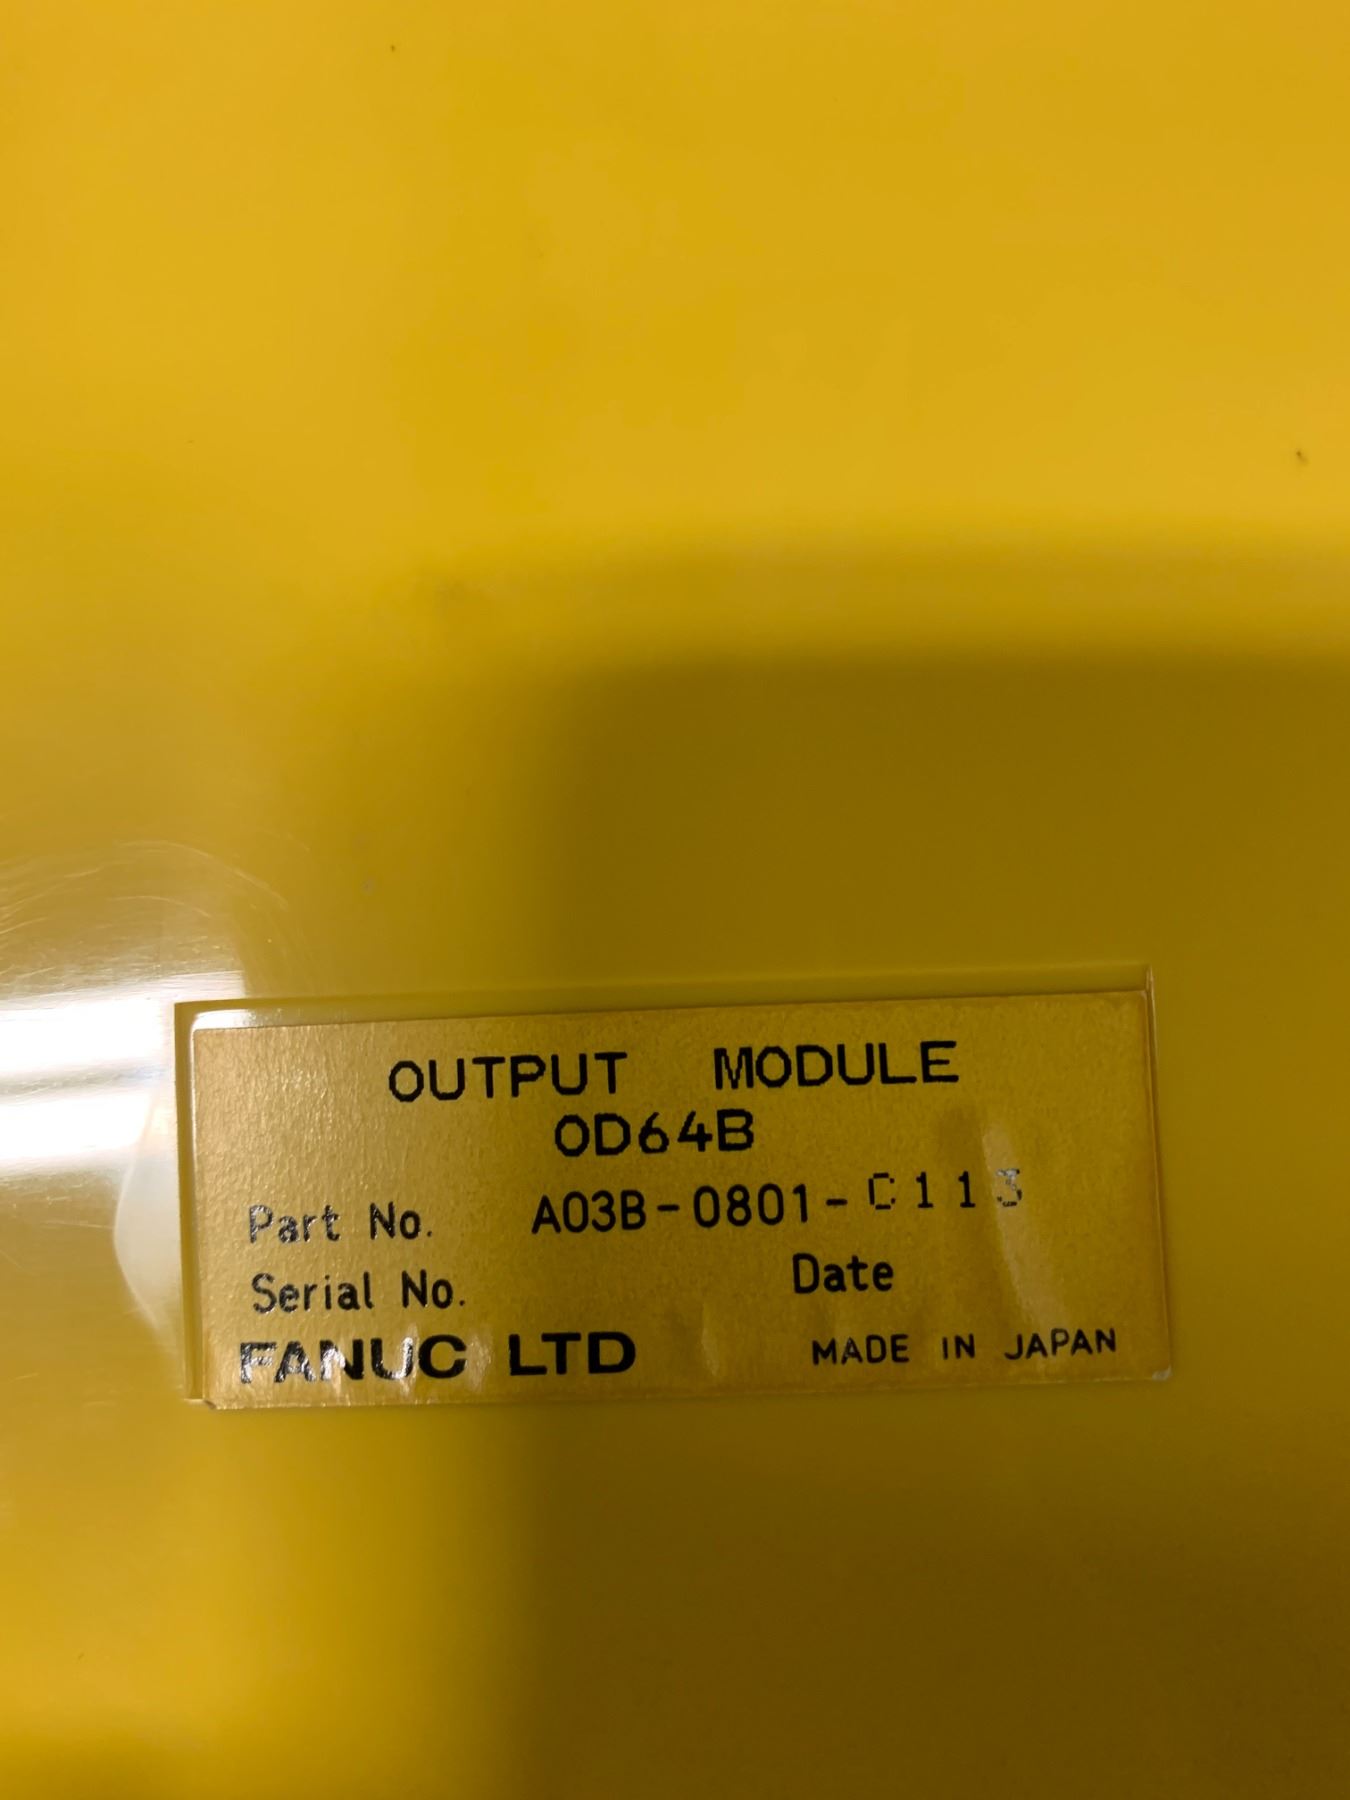 OUTPUT MODULE
OD64B
Part No. A03B-0801-C113
Serial No. Date
FANUC LTD MADE IN JAPAN